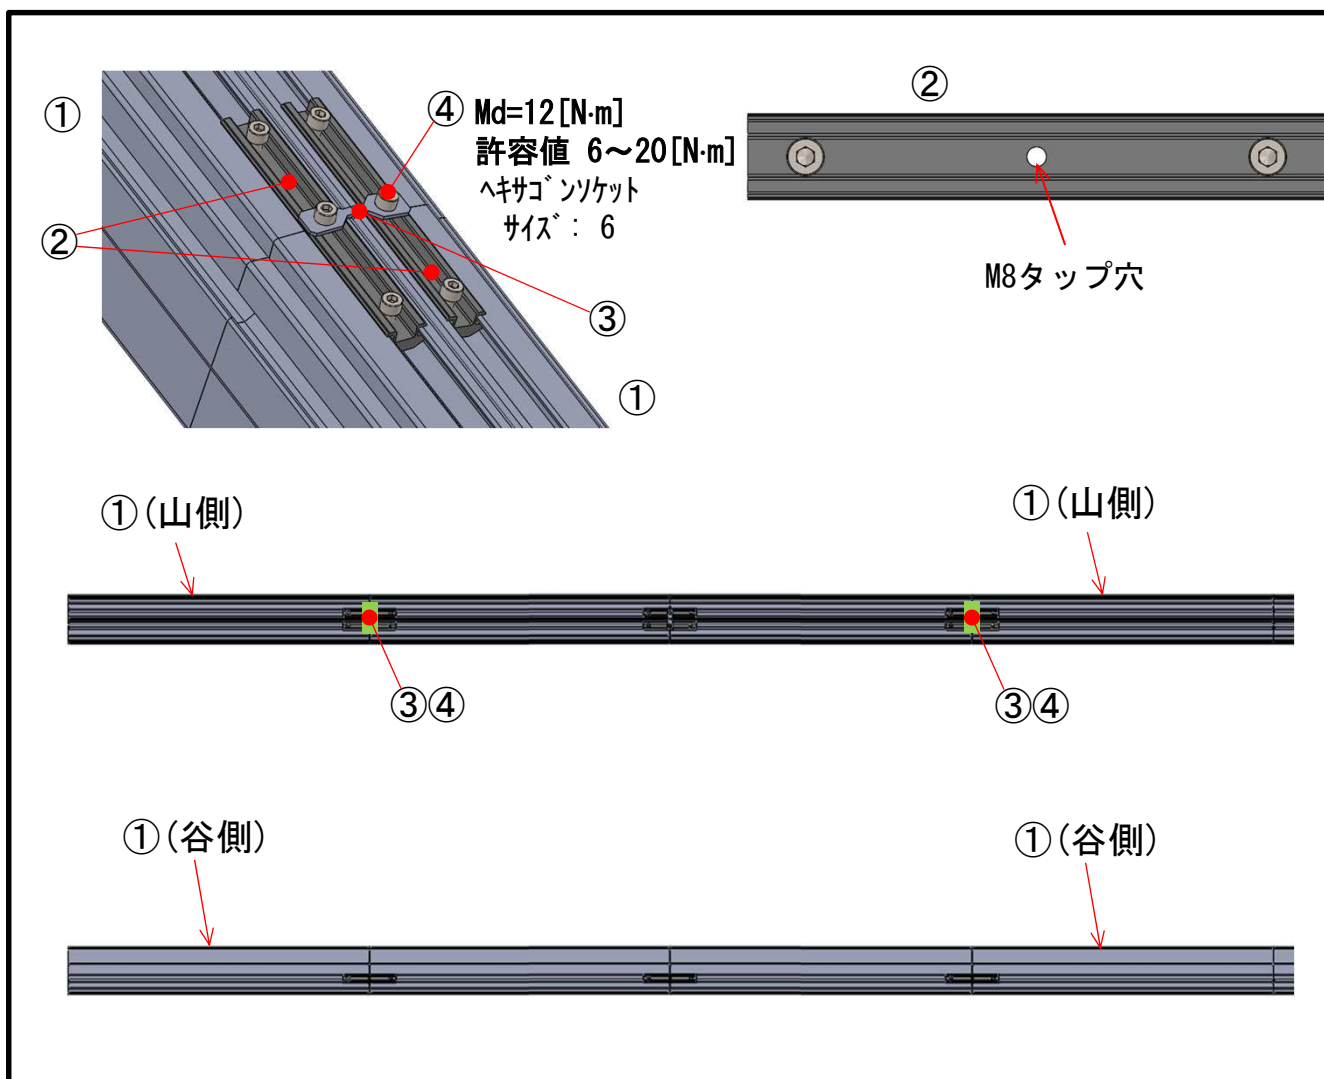 ①
④ Md=12[N·m]
許容値 6～20[N·m]
ﾍｷｻｺﾞﾝｿｹｯﾄ
ｻｲｽﾞ: 6
②
③
①
②
M8タップ穴
①(山側)
①(山側)
③④
③④
①(谷側)
①(谷側)